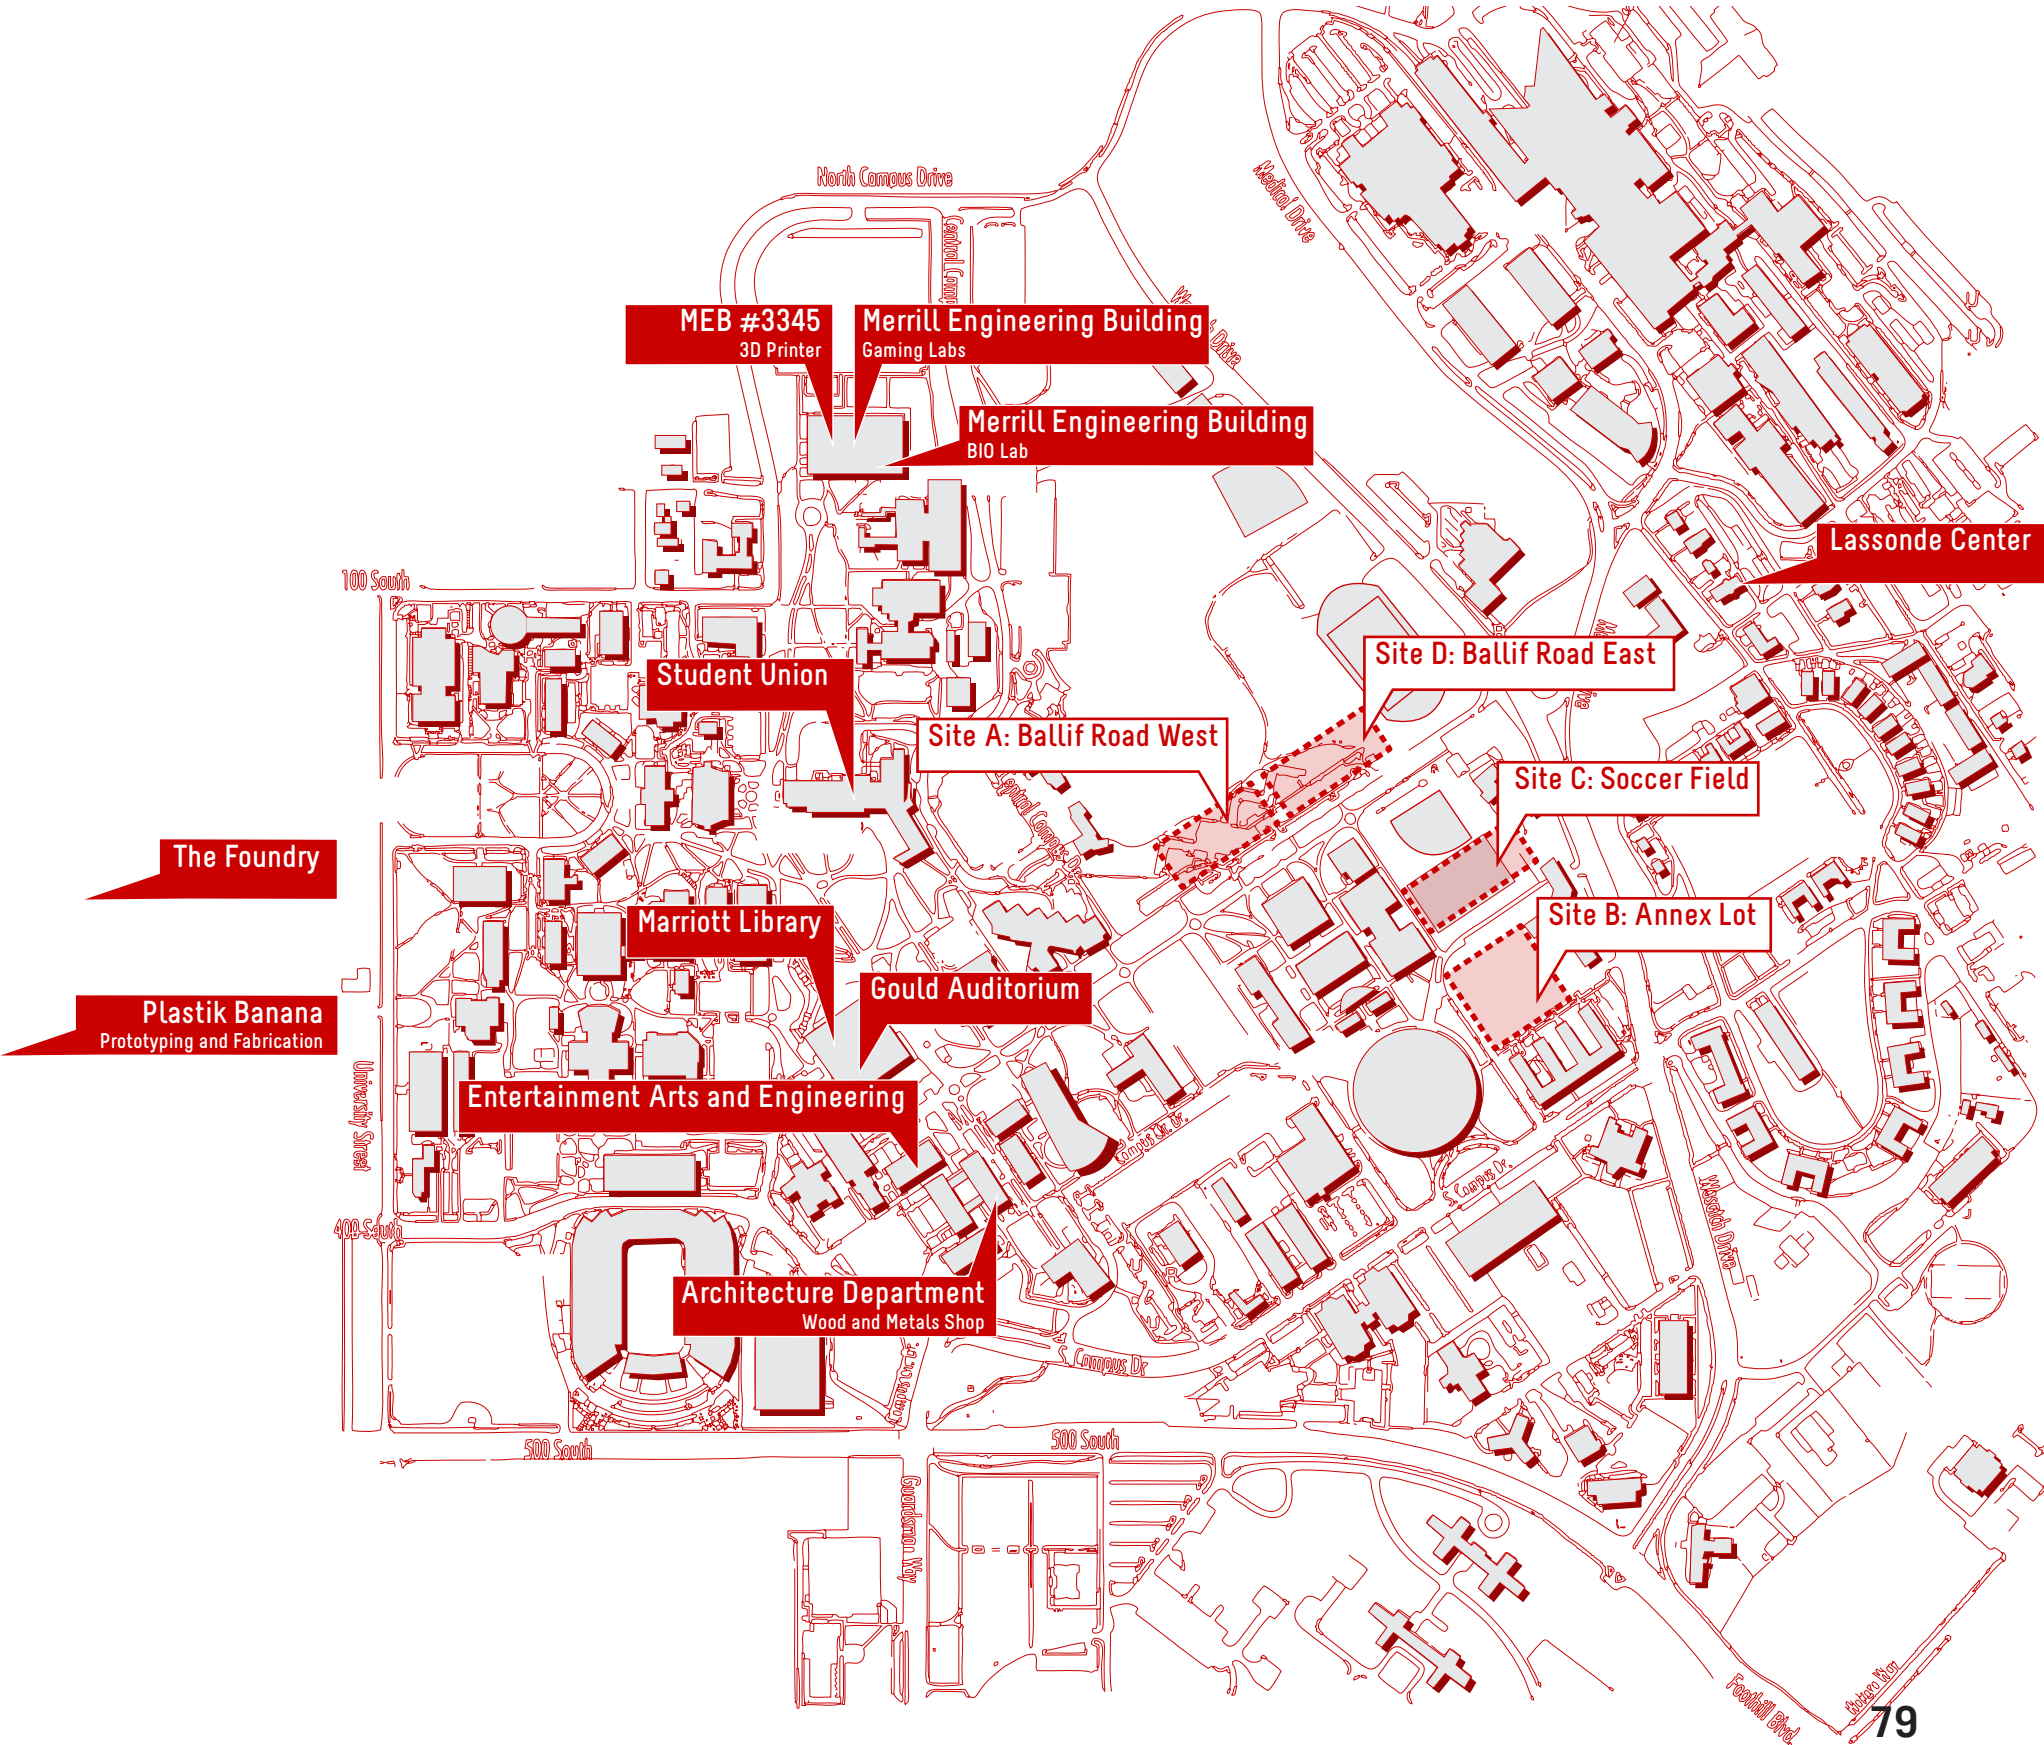 North Campus Drive
Medical Drive
MEB #3345
3D Printer
Merrill Engineering Building
Gaming Labs
Drive
Merrill Engineering Building
BIO Lab
Lassonde Center
100 South
Site D: Ballif Road East
Student Union
Site A: Ballif Road West
Site C: Soccer Field
The Foundry
Marriott Library
Site B: Annex Lot
Gould Auditorium
Plastik Banana
Prototyping and Fabrication
University Street
Entertainment Arts and Engineering
S. Campus Dr.
Wasatch Drive
400 South
Architecture Department
Wood and Metals Shop
S. Campus Dr
500 South
500 South
Guardsman Way
Foothill Blvd
79